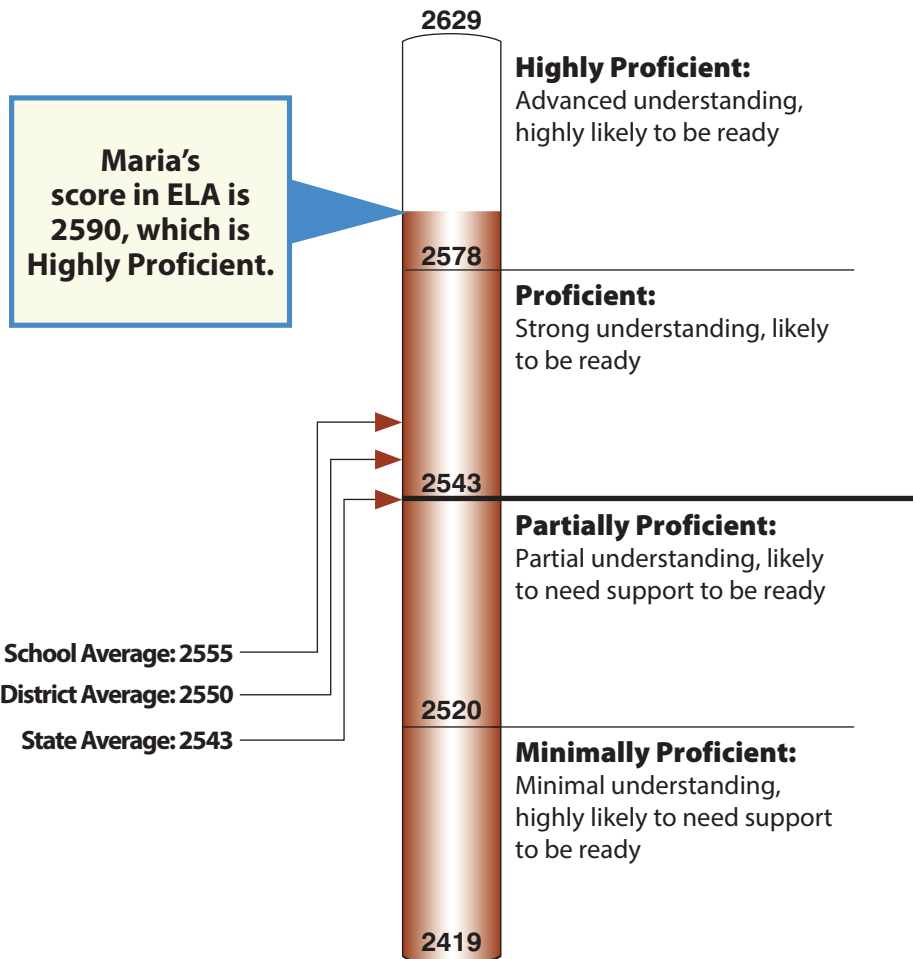 2629
Highly Proficient:
Advanced understanding,
highly likely to be ready
Maria’s
score in ELA is
2590, which is
Highly Proficient.
2578
Proficient:
Strong understanding, likely
to be ready
2543
Partially Proficient:
Partial understanding, likely
to need support to be ready
School Average: 2555
District Average: 2550
State Average: 2543
2520
Minimally Proficient:
Minimal understanding,
highly likely to need support
to be ready
2419